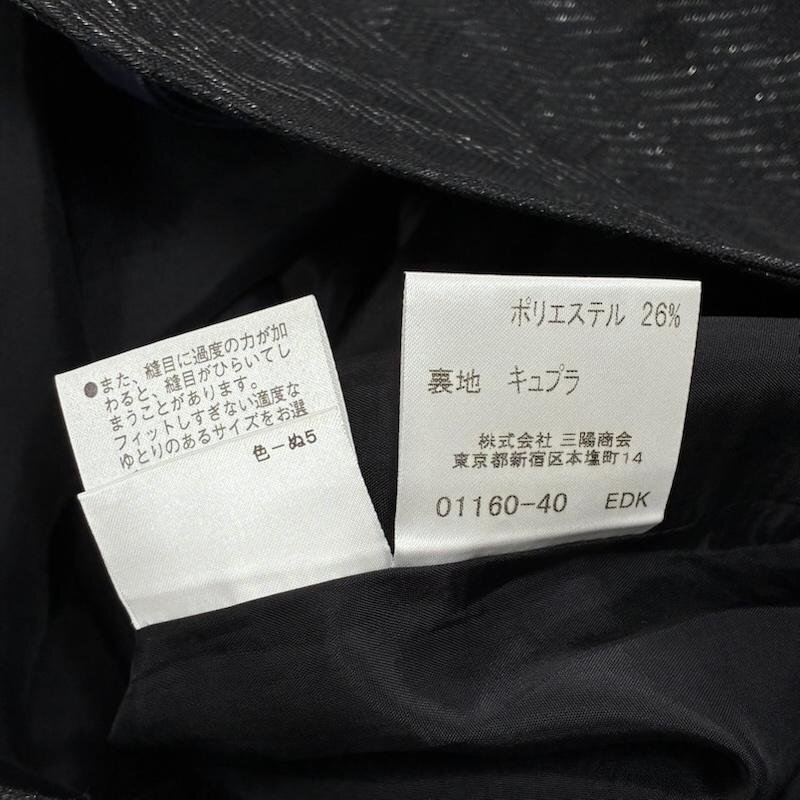 ●また、縫目に過度の力が加
わると、縫目がひらいてし
まうことがあります。
フィットしすぎない適度な
ゆとりのあるサイズをお選
色ーぬ5
ポリエステル 26%
裏地 キュプラ
株式会社 三陽商会
東京都新宿区本塩町14
01160-40 EDK